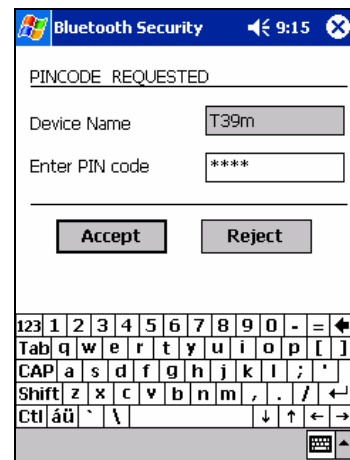 Bluetooth Security 9:15
PINCODE REQUESTED
Device Name T39m
Enter PIN code ****
Accept Reject
123 1 2 3 4 5 6 7 8 9 0 - =
Tab q w e r t y u i o p [ ]
CAP a s d f g h j k l ; '
Shift z x c v b n m , . / ↵
Ctl áü ` \ ↓ ↑ ← →